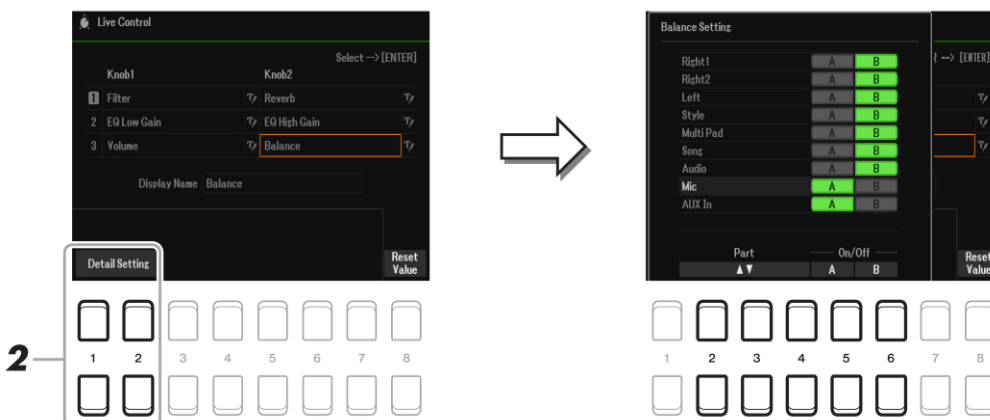 Live Control
Select --> [ENTER]
Knob1 Knob2
1 Filter Reverb
2 EQ Low Gain EQ High Gain
3 Volume Balance
Display Name Balance
Detail Setting
Reset Value
1 2 3 4 5 6 7 8
2
Balance Setting
--> [ENTER]
Right1 A B
Right2 A B
Left A B
Style A B
Multi Pad A B
Song A B
Audio A B
Mic A B
AUX In A B
Part On/Off
▲▼ A B
Reset
Value
1 2 3 4 5 6 7 8